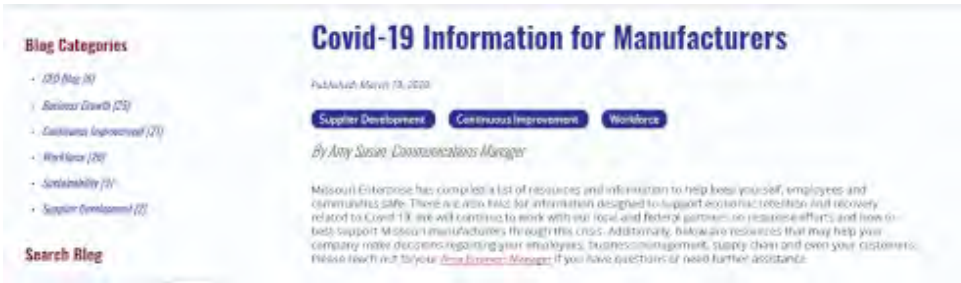 Blog Categories
CEO Blog
Business Growth (25)
Continuous Improvement (21)
Workforce
Sustainability
Supplier Development (2)
Search Blog
Covid-19 Information for Manufacturers
Published: March 19, 2020
Supplier Development Continuous Improvement Workforce
By Amy Susan, Communications Manager
Missouri Enterprise has compiled a list of resources and information to help keep yourself, employees and
communities safe. There are also links for information designed to support economic retention and recovery
related to Covid-19. We will continue to work with our local and federal partners on response efforts and how to
best support Missouri manufacturers through this crisis. Additionally, below are resources that may help your
company make decisions regarding your employees, business management, supply chain and even your customers.
Please reach out to your Area Business Manager if you have questions or need further assistance.